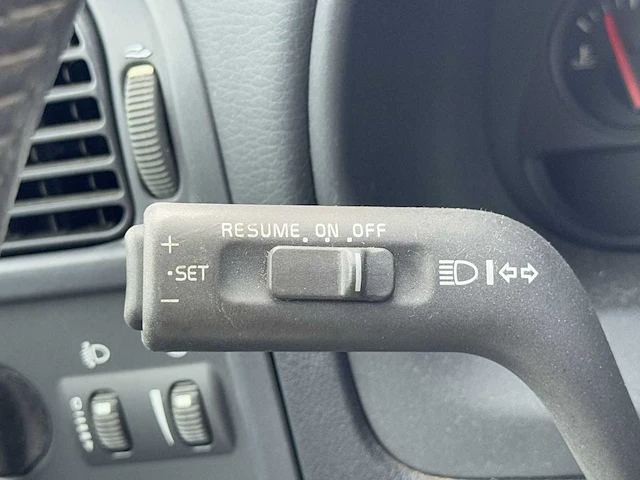 RESUME ON OFF
+
SET
−